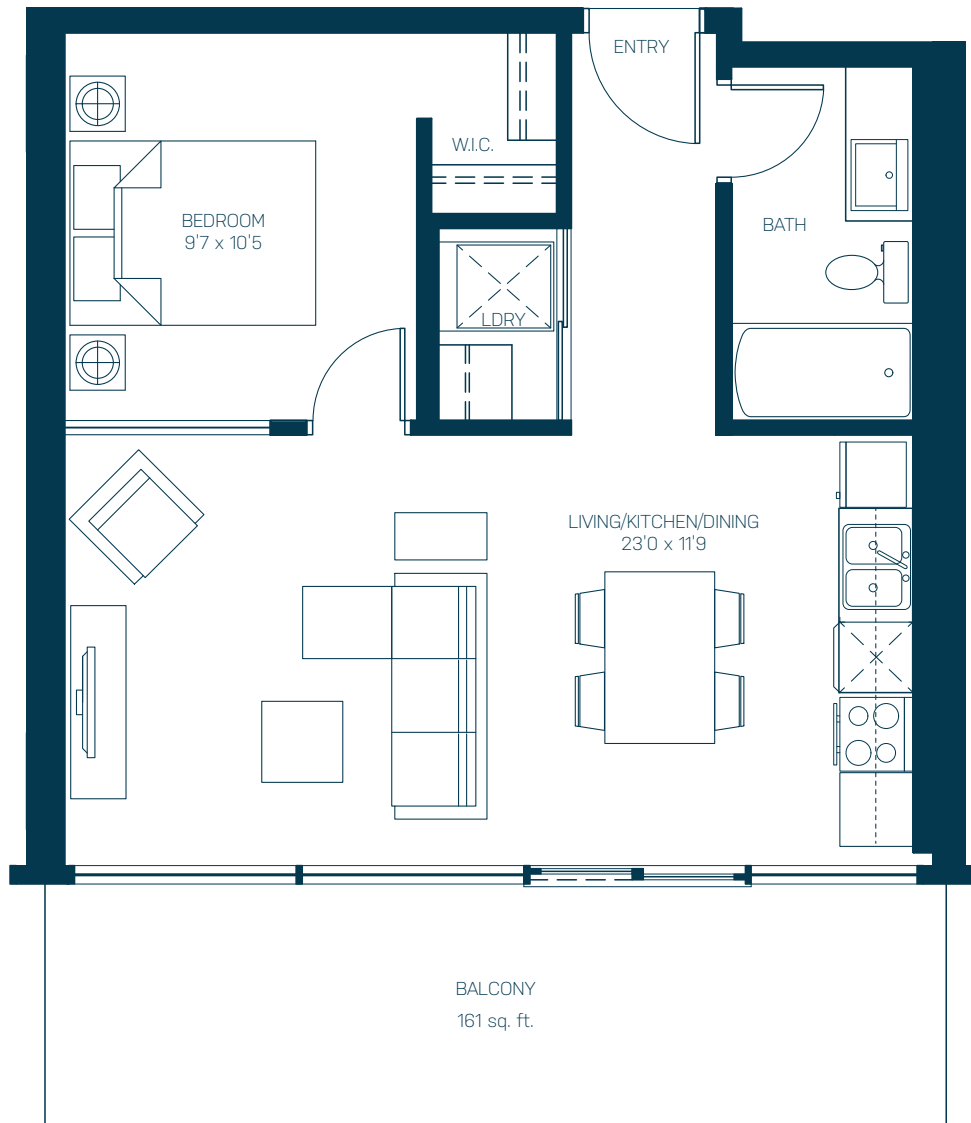 ENTRY
W.I.C.
BEDROOM
9'7 x 10'5
BATH
LDRY
LIVING/KITCHEN/DINING
23'0 x 11'9
BALCONY
161 sq. ft.